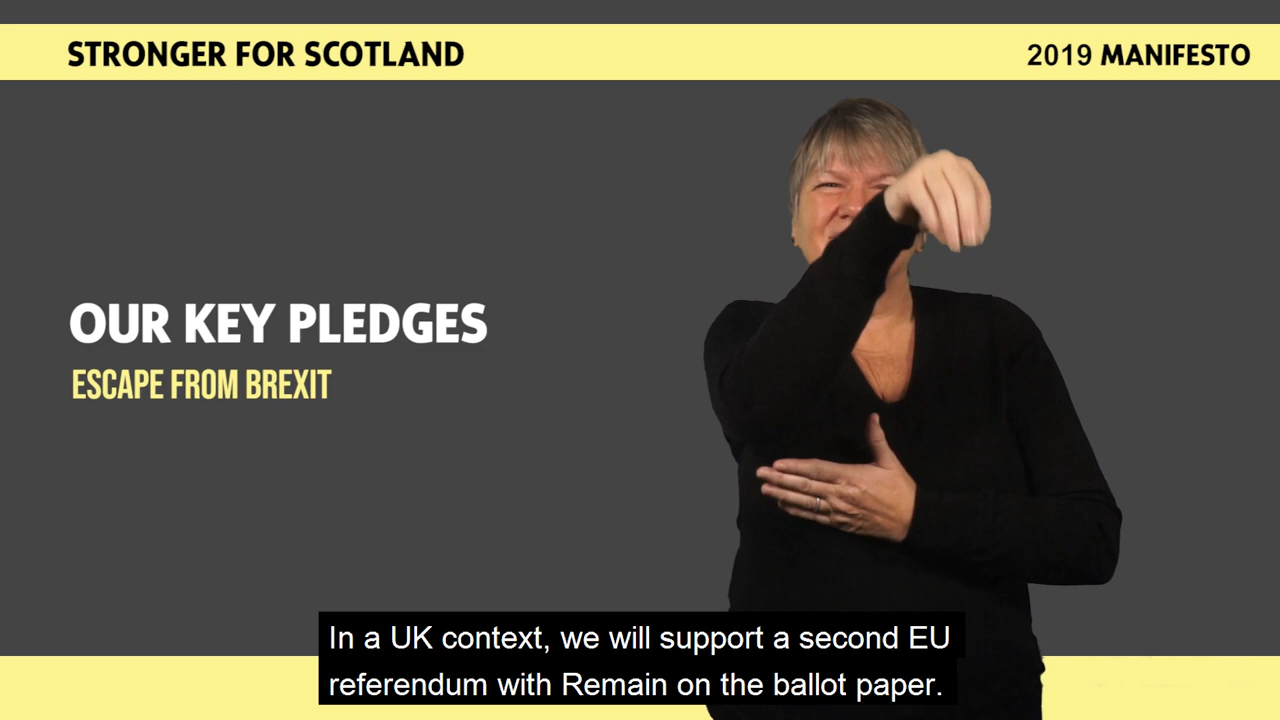 STRONGER FOR SCOTLAND
2019 MANIFESTO
OUR KEY PLEDGES
ESCAPE FROM BREXIT
In a UK context, we will support a second EU
referendum with Remain on the ballot paper.